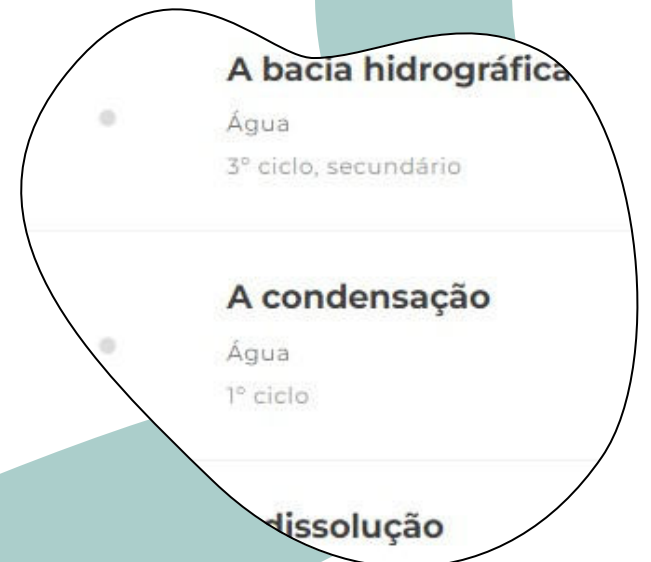 A bacia hidrográfica
Água
3º ciclo, secundário
A condensação
Água
1º ciclo
dissolução